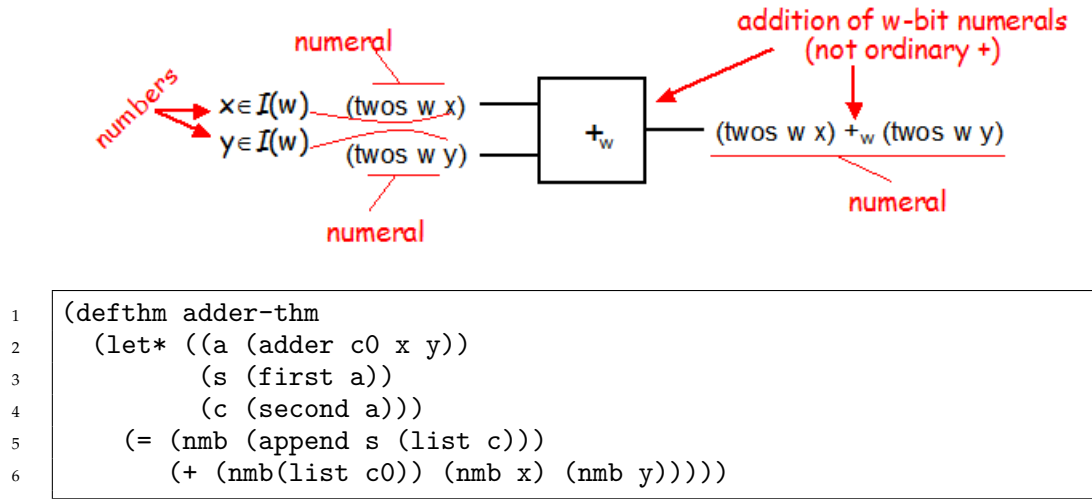 addition of w-bit numerals
(not ordinary +)
numeral
numbers
x∈I(w) (twos w x)
y∈I(w) (twos w y)
+w
(twos w x) +w (twos w y)
numeral
numeral
1 (defthm adder-thm
2 (let* ((a (adder c0 x y))
3 (s (first a))
4 (c (second a)))
5 (= (nmb (append s (list c)))
6 (+ (nmb(list c0)) (nmb x) (nmb y)))))